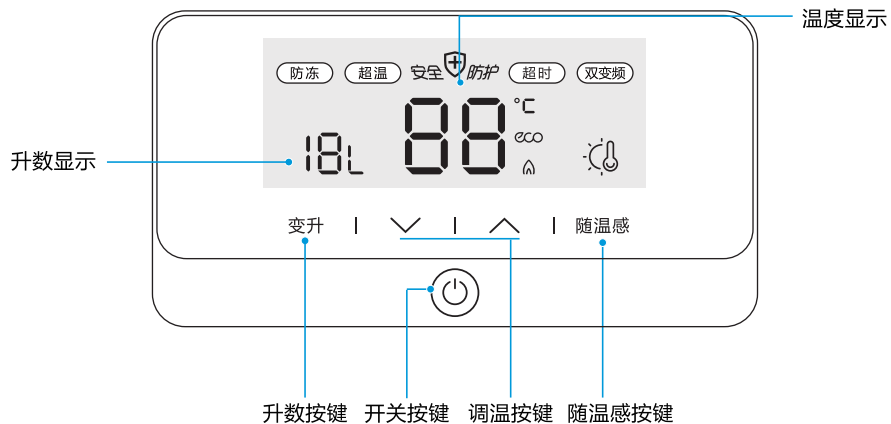 温度显示
防冻 超温 安全 防护 超时 双变频
88 °C
eco
升数显示
18L
变升 随温感
升数按键 开关按键 调温按键 随温感按键